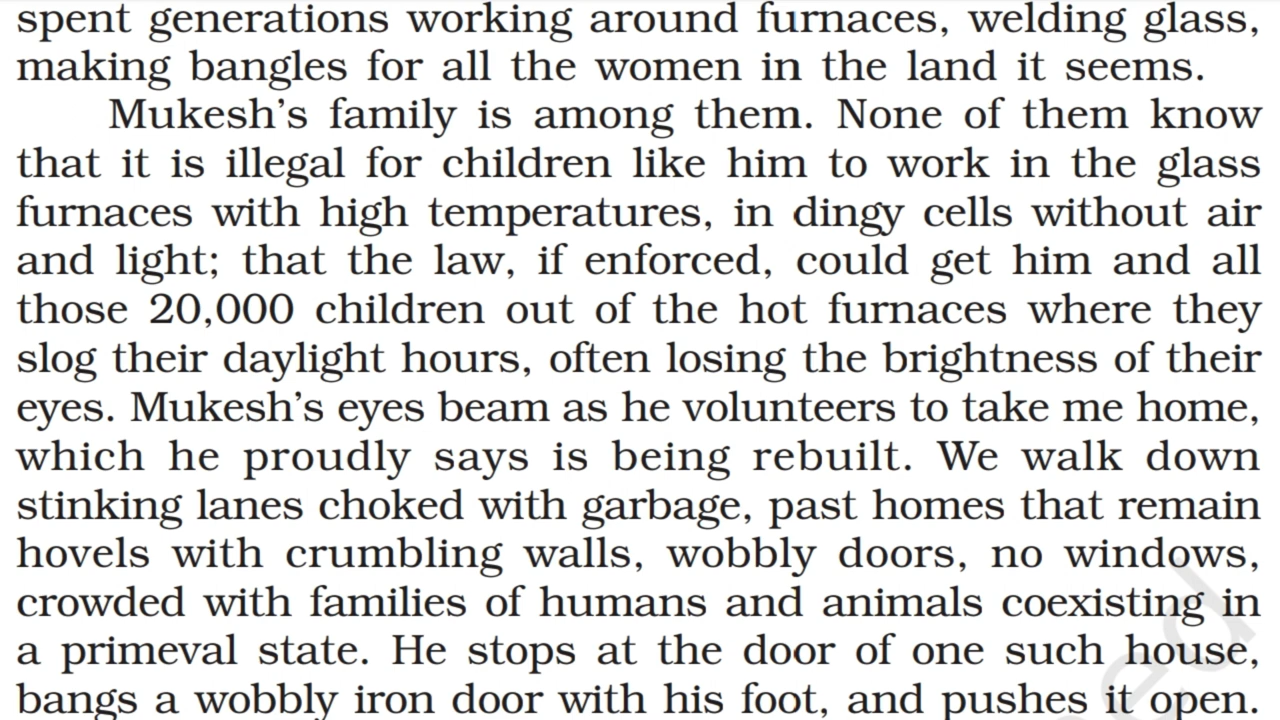 spent generations working around furnaces, welding glass,
making bangles for all the women in the land it seems.
Mukesh’s family is among them. None of them know
that it is illegal for children like him to work in the glass
furnaces with high temperatures, in dingy cells without air
and light; that the law, if enforced, could get him and all
those 20,000 children out of the hot furnaces where they
slog their daylight hours, often losing the brightness of their
eyes. Mukesh’s eyes beam as he volunteers to take me home,
which he proudly says is being rebuilt. We walk down
stinking lanes choked with garbage, past homes that remain
hovels with crumbling walls, wobbly doors, no windows,
crowded with families of humans and animals coexisting in
a primeval state. He stops at the door of one such house,
bangs a wobbly iron door with his foot, and pushes it open.
ed